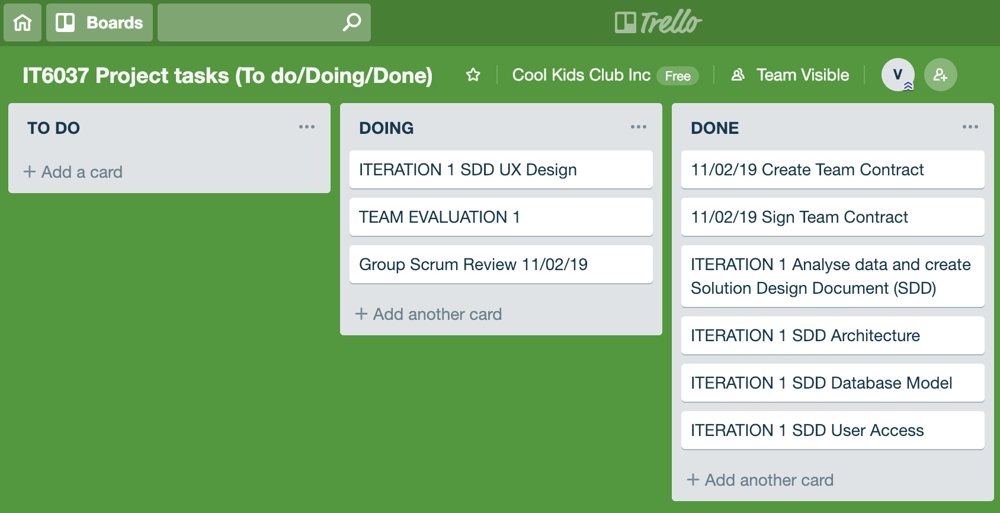 Boards
Trello
IT6037 Project tasks (To do/Doing/Done)
Cool Kids Club Inc Free
Team Visible
V
TO DO
+ Add a card
DOING
ITERATION 1 SDD UX Design
TEAM EVALUATION 1
Group Scrum Review 11/02/19
+ Add another card
DONE
11/02/19 Create Team Contract
11/02/19 Sign Team Contract
ITERATION 1 Analyse data and create
Solution Design Document (SDD)
ITERATION 1 SDD Architecture
ITERATION 1 SDD Database Model
ITERATION 1 SDD User Access
+ Add another card